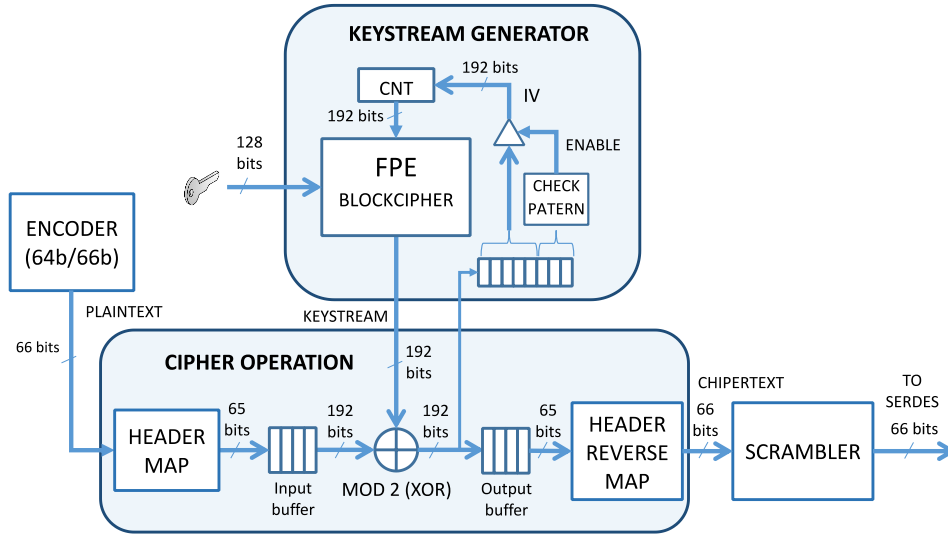 KEYSTREAM GENERATOR
192 bits
CNT
IV
192 bits
128
bits
FPE
BLOCKCIPHER
ENABLE
CHECK
PATERN
ENCODER
(64b/66b)
PLAINTEXT
KEYSTREAM
66 bits
CIPHER OPERATION
192
bits
CHIPERTEXT
TO
SERDES
65
bits
192
bits
192
bits
65
bits
66
bits
66 bits
HEADER
MAP
HEADER
REVERSE
MAP
SCRAMBLER
Input
buffer
MOD 2 (XOR)
Output
buffer